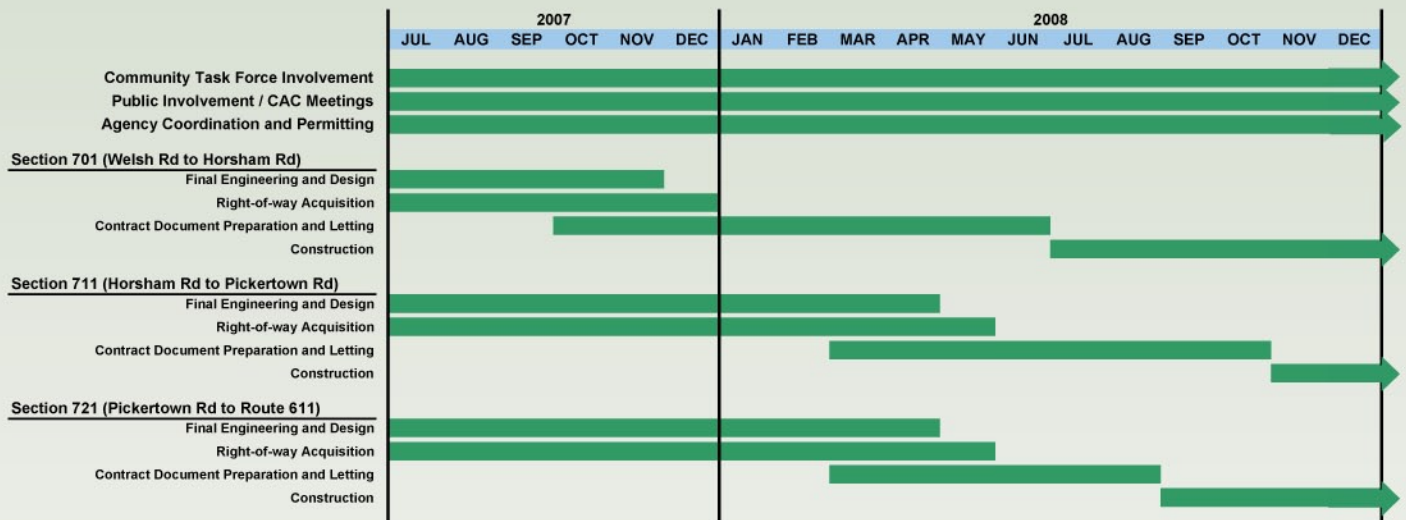 2007 2008
JUL AUG SEP OCT NOV DEC JAN FEB MAR APR MAY JUN JUL AUG SEP OCT NOV DEC
Community Task Force Involvement
Public Involvement / CAC Meetings
Agency Coordination and Permitting
Section 701 (Welsh Rd to Horsham Rd)
Final Engineering and Design
Right-of-way Acquisition
Contract Document Preparation and Letting
Construction
Section 711 (Horsham Rd to Pickertown Rd)
Final Engineering and Design
Right-of-way Acquisition
Contract Document Preparation and Letting
Construction
Section 721 (Pickertown Rd to Route 611)
Final Engineering and Design
Right-of-way Acquisition
Contract Document Preparation and Letting
Construction